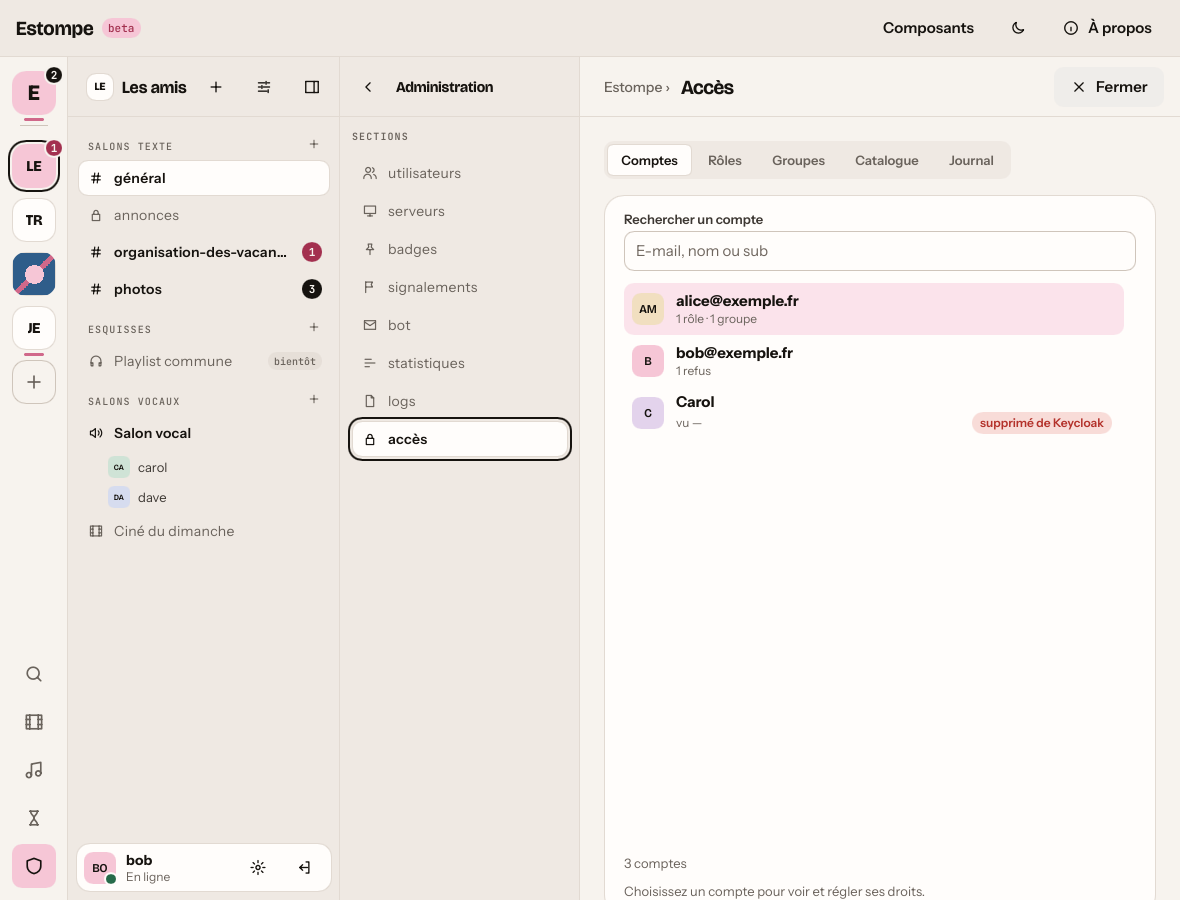 Estompe beta
Composants
À propos
E 2
LE 1
TR
JE
LE Les amis
SALONS TEXTE
général
annonces
organisation-des-vacan... 1
photos 3
ESQUISSES
Playlist commune bientôt
SALONS VOCAUX
Salon vocal
CA carol
DA dave
Ciné du dimanche
BO bob
En ligne
Administration
SECTIONS
utilisateurs
serveurs
badges
signalements
bot
statistiques
logs
accès
Estompe › Accès
Fermer
Comptes Rôles Groupes Catalogue Journal
Rechercher un compte
E-mail, nom ou sub
AM alice@exemple.fr
1 rôle · 1 groupe
B bob@exemple.fr
1 refus
C Carol
vu — supprimé de Keycloak
3 comptes
Choisissez un compte pour voir et régler ses droits.